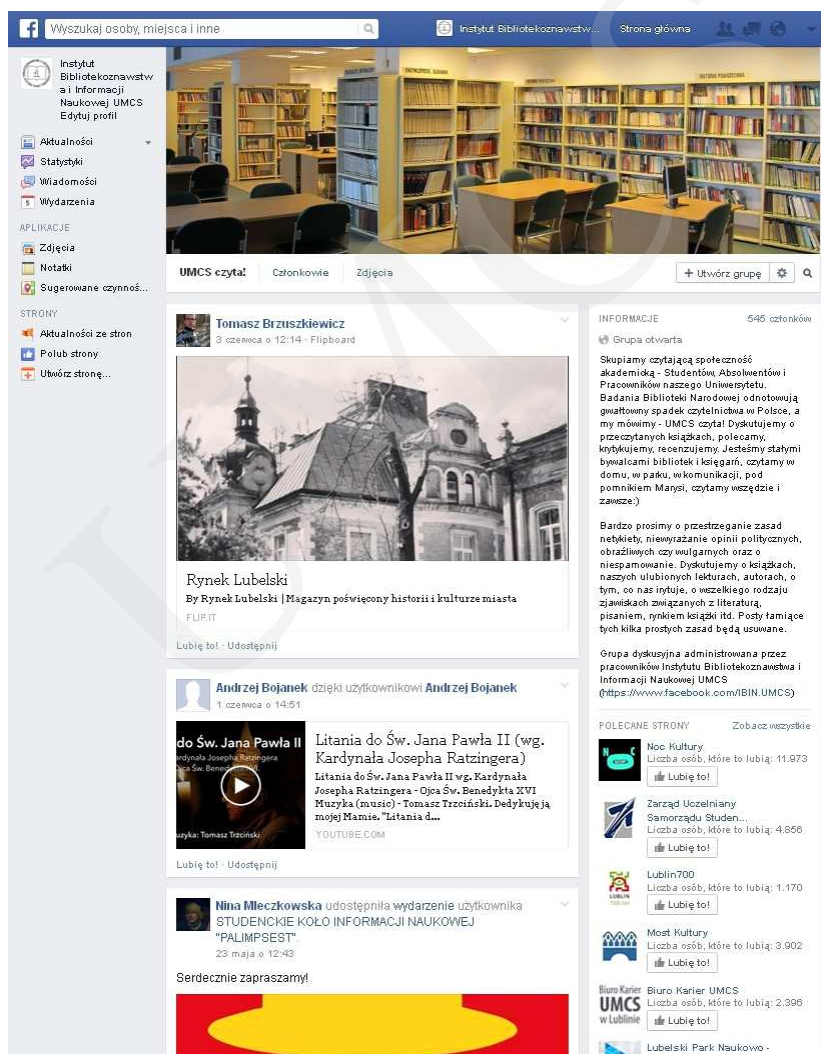 Wyszukaj osoby, miejsca i inne
Instytut Bibliotekoznawstw...
Strona główna
Instytut
Bibliotekoznawstw
a i Informacji
Naukowej UMCS
Edytuj profil
Aktualności
Statystyki
Wiadomości
Wydarzenia
APLIKACJE
Zdjęcia
Notatki
Sugerowane czynnoś...
STRONY
Aktualności ze stron
Polub strony
Utwórz stronę...
HISTORIA POWSZECHNA
UMCS czyta!
Członkowie
Zdjęcia
+ Utwórz grupę
Tomasz Brzuszkiewicz
3 czerwca o 12:14 · Flipboard
Rynek Lubelski
By Rynek Lubelski | Magazyn poświęcony historii i kulturze miasta
FLIP.IT
Lubię to! · Udostępnij
Andrzej Bojanek dzięki użytkownikowi Andrzej Bojanek
1 czerwca o 14:51
do Św. Jana Pawła II
Kardynała Josepha Ratzingera
Ojca Św. Benedykta
Muzyka: Tomasz Trzciński
Litania do Św. Jana Pawła II (wg.
Kardynała Josepha Ratzingera)
Litania do Św. Jana Pawła II wg. Kardynała
Josepha Ratzingera - Ojca Św. Benedykta XVI
Muzyka (music) - Tomasz Trzciński. Dedykuję ją
mojej Mamie. "Litania d...
YOUTUBE.COM
Lubię to! · Udostępnij
Nina Mleczkowska udostępniła wydarzenie użytkownika
STUDENCKIE KOŁO INFORMACJI NAUKOWEJ
"PALIMPSEST".
23 maja o 12:43
Serdecznie zapraszamy!
INFORMACJE
545 członków
Grupa otwarta
Skupiamy czytającą społeczność
akademicką - Studentów, Absolwentów i
Pracowników naszego Uniwersytetu.
Badania Biblioteki Narodowej odnotowują
gwałtowny spadek czytelnictwa w Polsce, a
my mówimy - UMCS czyta! Dyskutujemy o
przeczytanych książkach, polecamy,
krytykujemy, recenzujemy. Jesteśmy stałymi
bywalcami bibliotek i księgarń, czytamy w
domu, w parku, w komunikacji, pod
pomnikiem Marysi, czytamy wszędzie i
zawsze:)
Bardzo prosimy o przestrzeganie zasad
netykiety, niewyrażanie opinii politycznych,
obraźliwych czy wulgarnych oraz o
niespamowanie. Dyskutujemy o książkach,
naszych ulubionych lekturach, autorach, o
tym, co nas irytuje, o wszelkiego rodzaju
zjawiskach związanych z literaturą,
pisaniem, rynkiem książki itd. Posty łamiące
tych kilka prostych zasad będą usuwane.
Grupa dyskusyjna administrowana przez
pracowników Instytutu Bibliotekoznawstwa i
Informacji Naukowej UMCS
(https://www.facebook.com/IBIN.UMCS)
POLECANE STRONY
Zobacz wszystkie
Noc Kultury
Liczba osób, które to lubią: 11.973
Lubię to!
Zarząd Uczelniany
Samorządu Studen...
Liczba osób, które to lubią: 4.856
Lubię to!
Lublin700
Liczba osób, które to lubią: 1.170
Lubię to!
Most Kultury
Liczba osób, które to lubią: 3.902
Lubię to!
Biuro Karier
UMCS
w Lublinie
Biuro Karier UMCS
Liczba osób, które to lubią: 2.396
Lubię to!
Lubelski Park Naukowo -